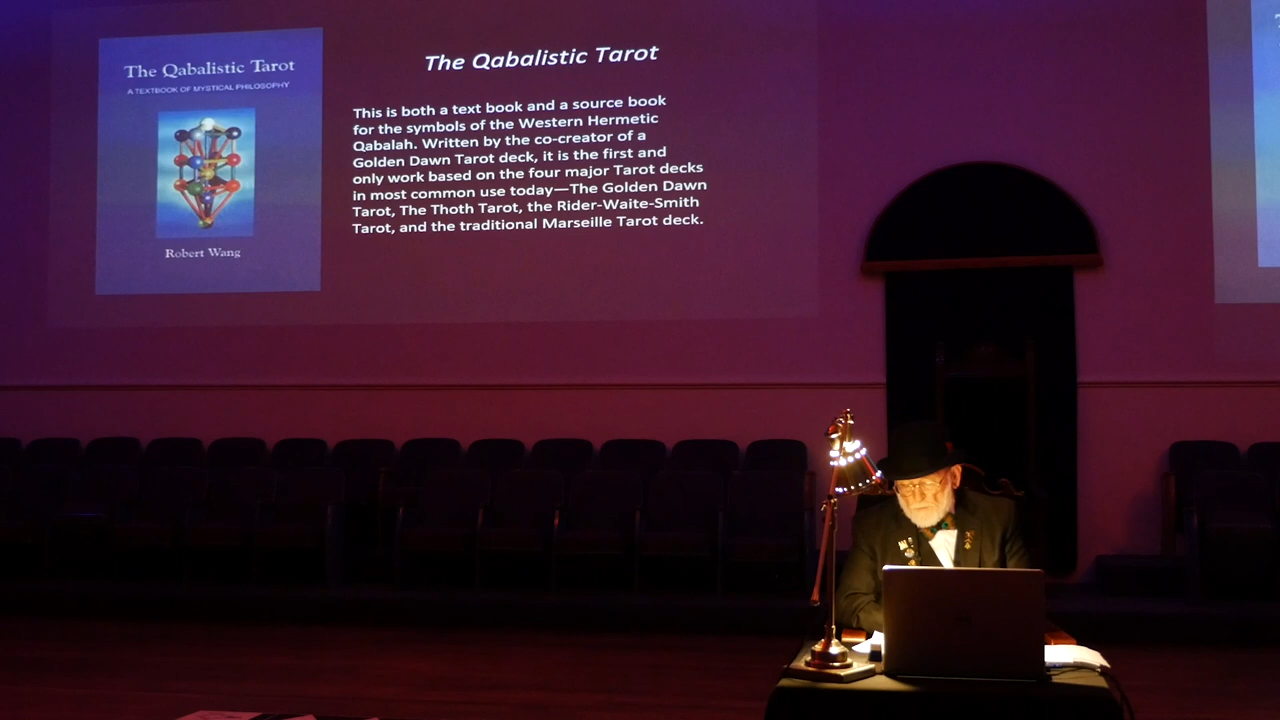 The Qabalistic Tarot
A TEXTBOOK OF MYSTICAL PHILOSOPHY
Robert Wang
The Qabalistic Tarot
This is both a text book and a source book
for the symbols of the Western Hermetic
Qabalah. Written by the co-creator of a
Golden Dawn Tarot deck, it is the first and
only work based on the four major Tarot decks
in most common use today—The Golden Dawn
Tarot, The Thoth Tarot, the Rider-Waite-Smith
Tarot, and the traditional Marseille Tarot deck.